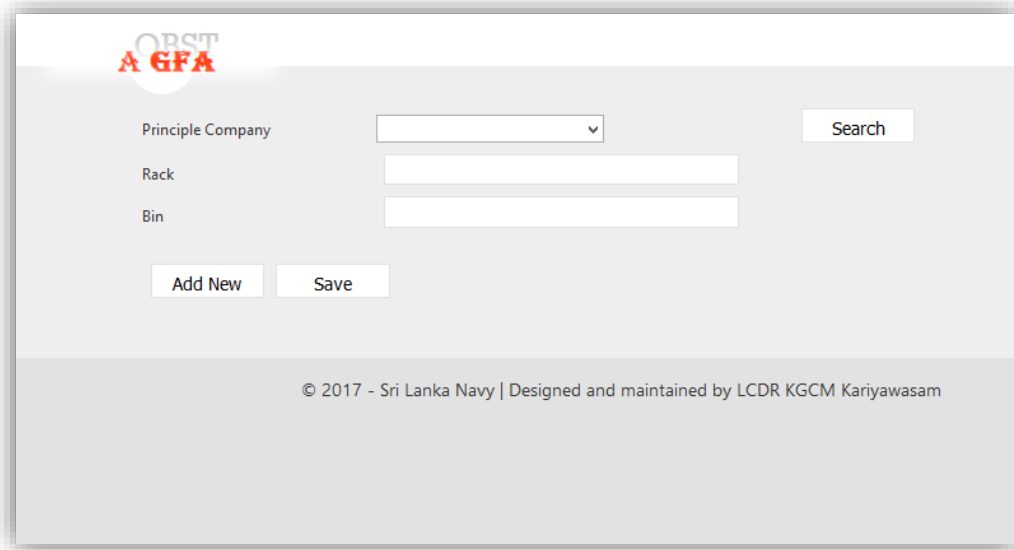 OBST
A GFA
Principle Company
Search
Rack
Bin
Add New
Save
© 2017 - Sri Lanka Navy | Designed and maintained by LCDR KGCM Kariyawasam